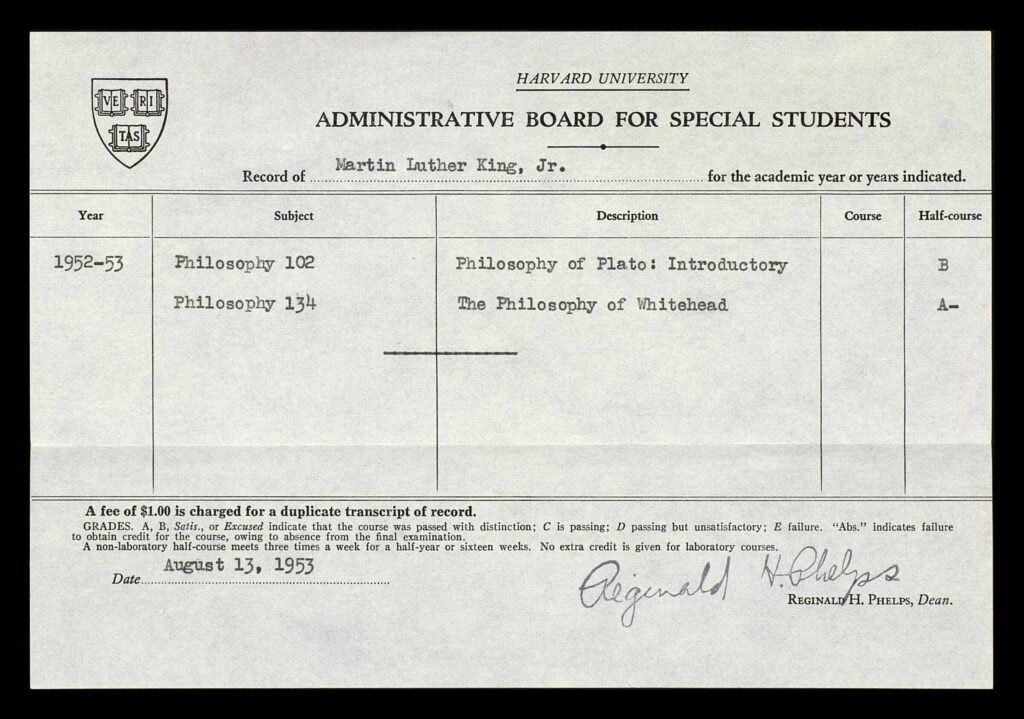 HARVARD UNIVERSITY
VE RI
TAS
ADMINISTRATIVE BOARD FOR SPECIAL STUDENTS
Record of Martin Luther King, Jr. for the academic year or years indicated.
Year Subject Description Course Half-course
1952-53 Philosophy 102 Philosophy of Plato: Introductory B
Philosophy 134 The Philosophy of Whitehead A-
A fee of $1.00 is charged for a duplicate transcript of record.
GRADES. A, B, Satis., or Excused indicate that the course was passed with distinction; C is passing; D passing but unsatisfactory; E failure. "Abs." indicates failure
to obtain credit for the course, owing to absence from the final examination.
A non-laboratory half-course meets three times a week for a half-year or sixteen weeks. No extra credit is given for laboratory courses.
Date August 13, 1953
Reginald H. Phelps
REGINALD H. PHELPS, Dean.